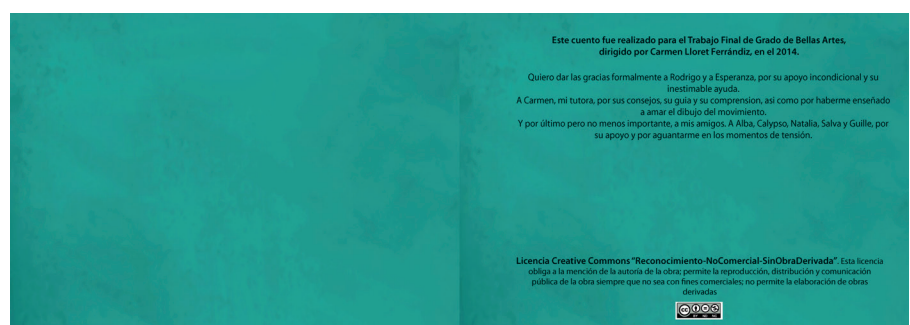 Este cuento fue realizado para el Trabajo Final de Grado de Bellas Artes,
dirigido por Carmen Lloret Ferrándiz, en el 2014.
Quiero dar las gracias formalmente a Rodrigo y a Esperanza, por su apoyo incondicional y su
inestimable ayuda.
A Carmen, mi tutora, por sus consejos, su guia y su comprension, asi como por haberme enseñado
a amar el dibujo del movimiento.
Y por último pero no menos importante, a mis amigos. A Alba, Calypso, Natalia, Salva y Guille, por
su apoyo y por aguantarme en los momentos de tensión.
Licencia Creative Commons "Reconocimiento-NoComercial-SinObraDerivada". Esta licencia
obliga a la mención de la autoría de la obra; permite la reproducción, distribución y comunicación
pública de la obra siempre que no sea con fines comerciales; no permite la elaboración de obras
derivadas
cc
BY NC ND